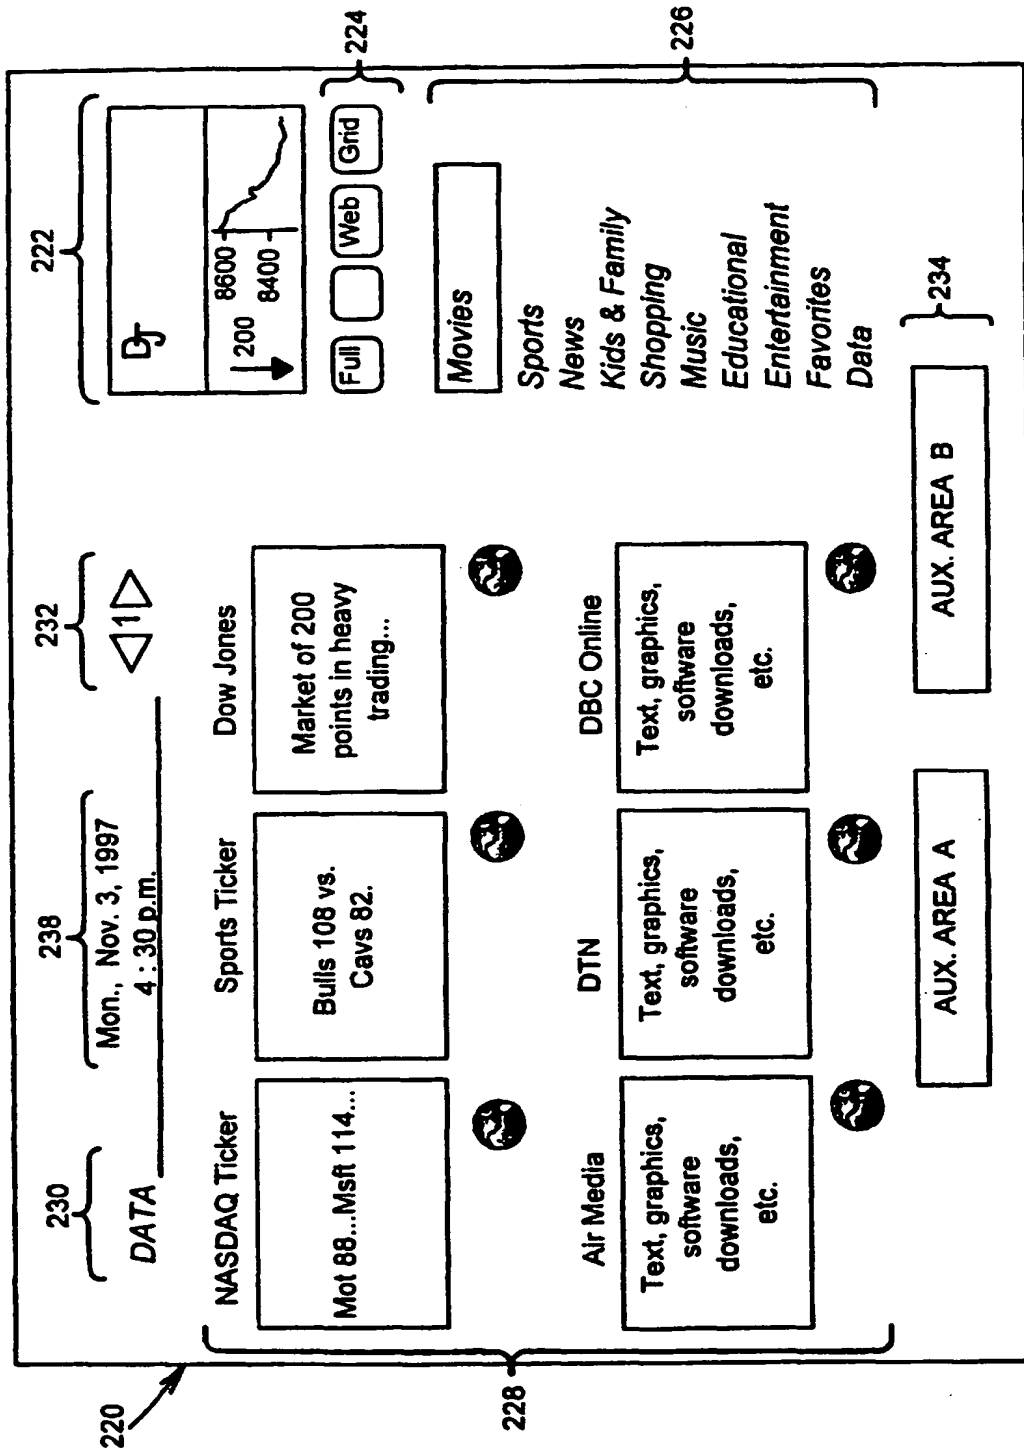 220
230
238
232
222
DATA
Mon., Nov. 3, 1997
4 : 30 p.m.
1
DJ
200
8600
8400
Full
Web
Grid
224
228
NASDAQ Ticker
Mot 88...Msft 114...
Sports Ticker
Bulls 108 vs.
Cavs 82.
Dow Jones
Market of 200
points in heavy
trading...
Air Media
Text, graphics,
software
downloads,
etc.
DTN
Text, graphics,
software
downloads,
etc.
DBC Online
Text, graphics,
software
downloads,
etc.
Movies
Sports
News
Kids & Family
Shopping
Music
Educational
Entertainment
Favorites
Data
226
AUX. AREA A
AUX. AREA B
234